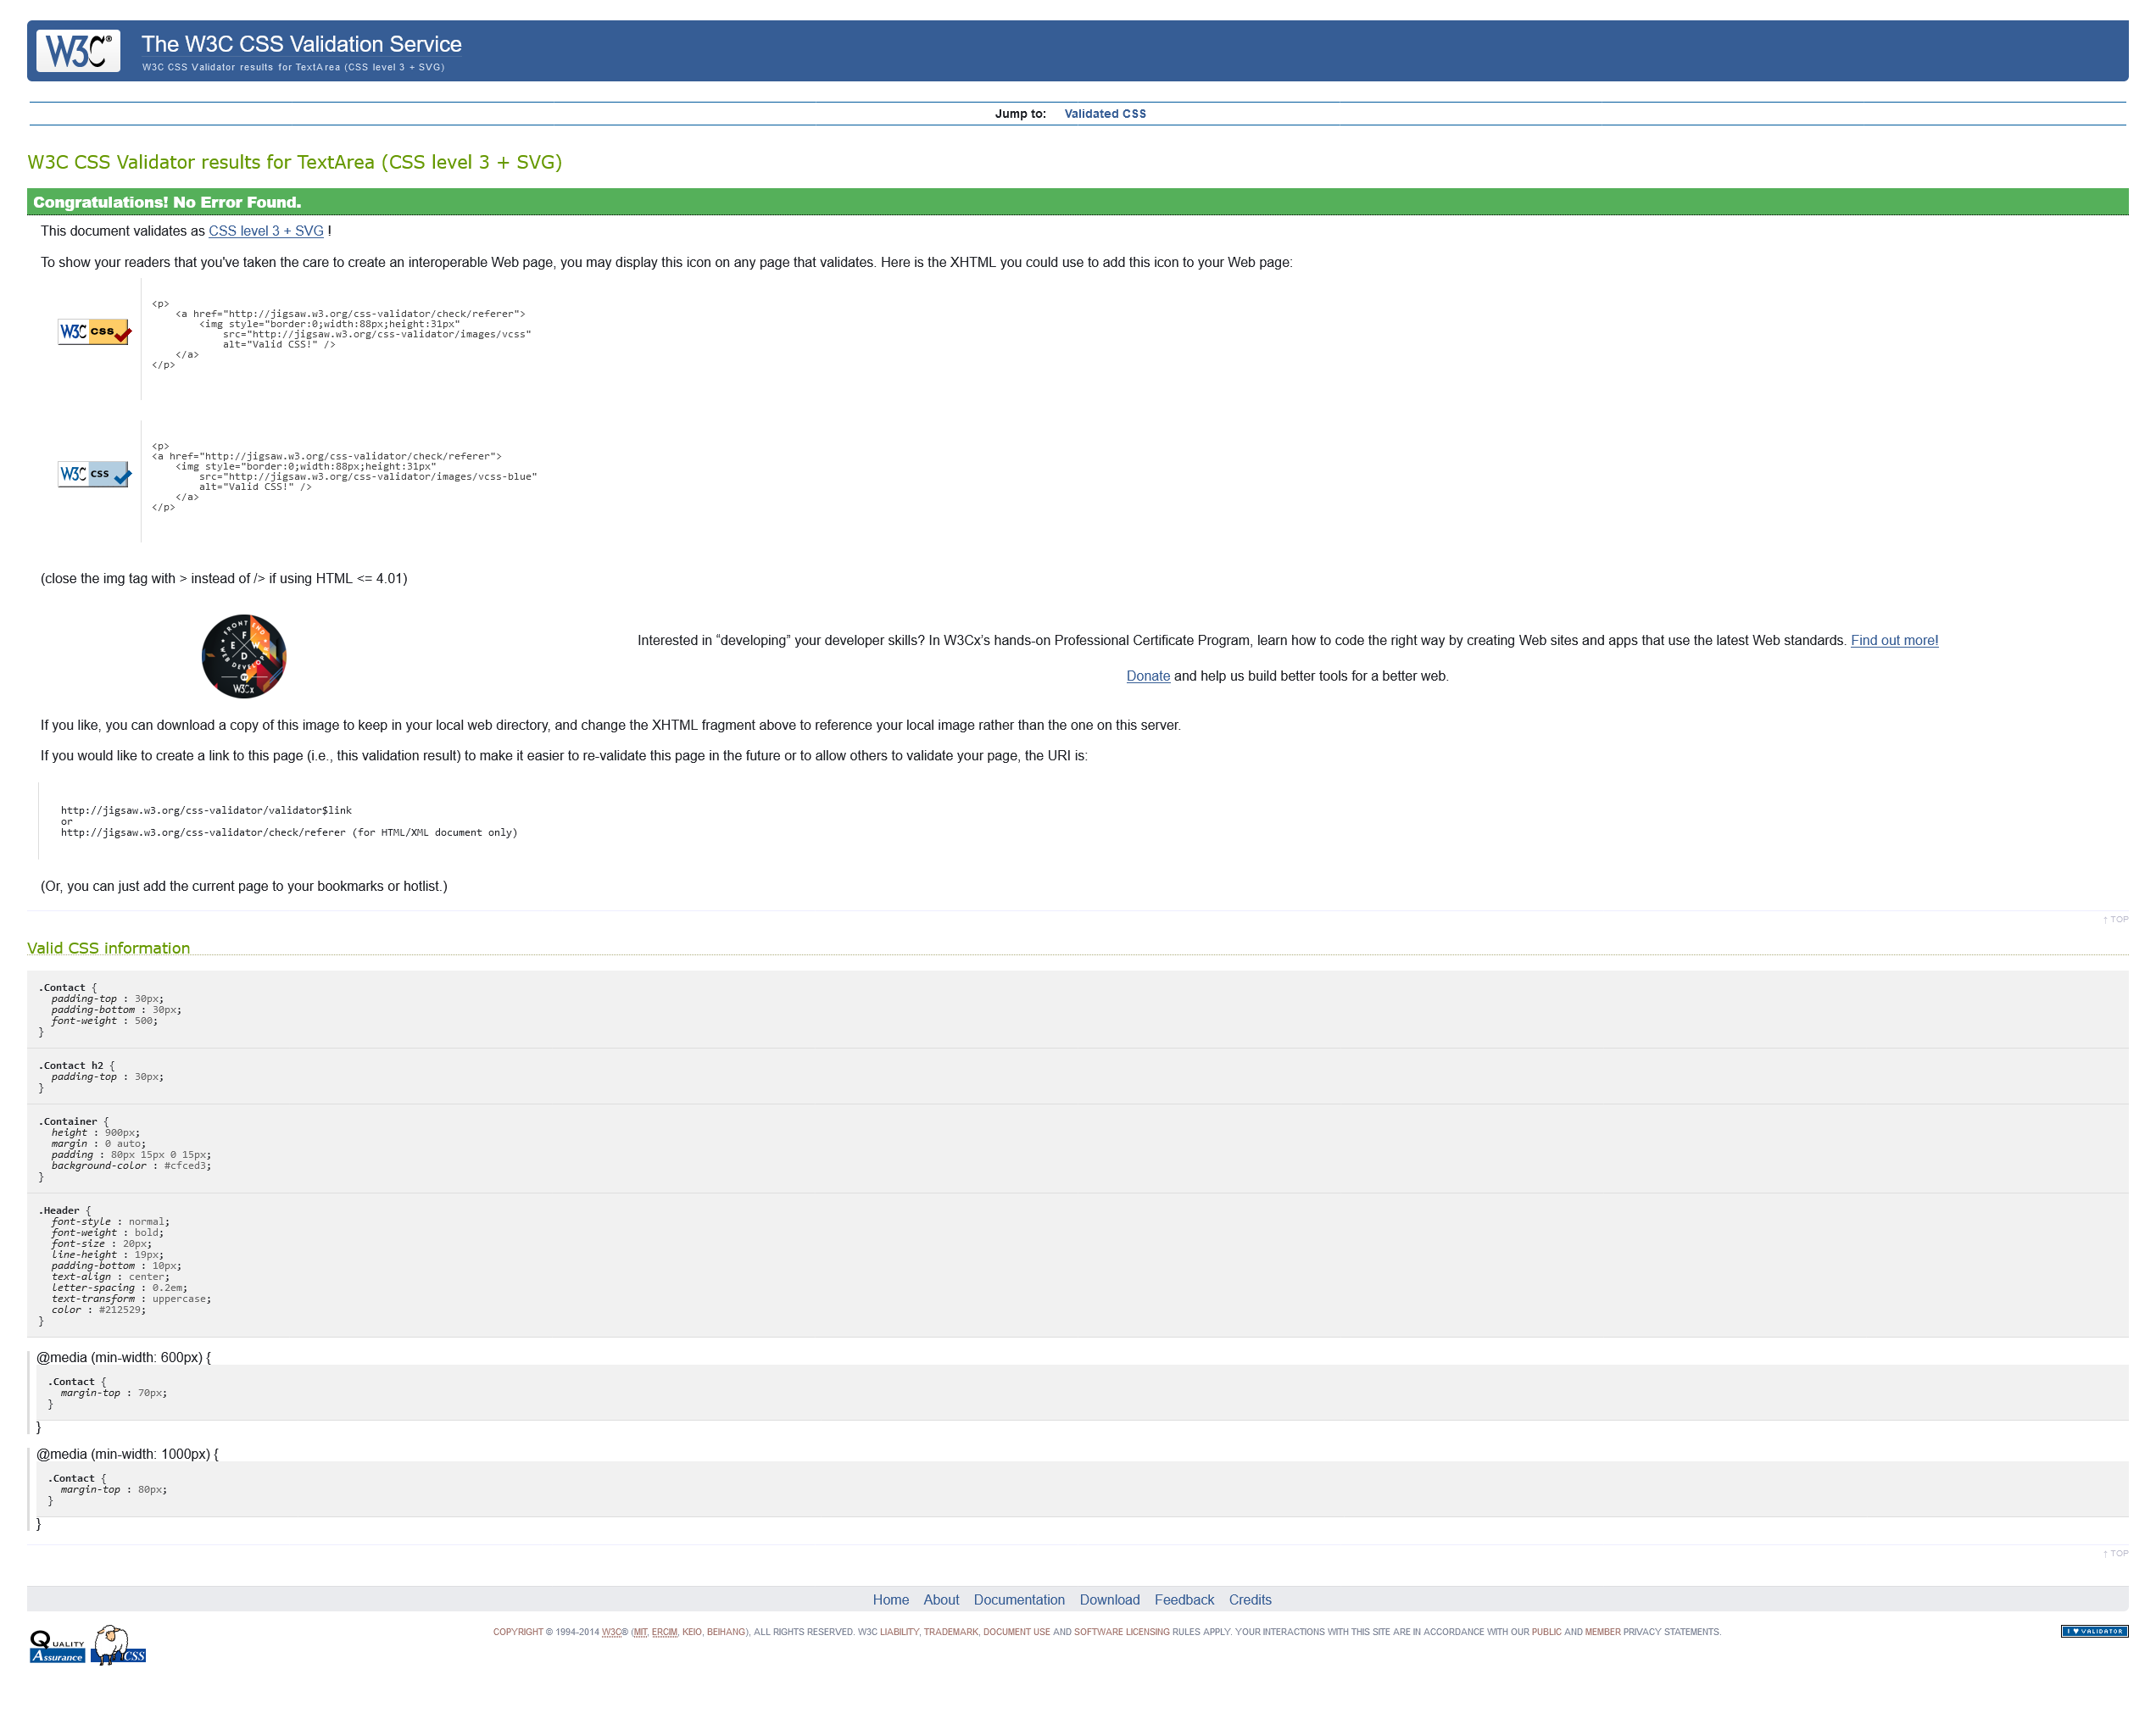 W3C®
The W3C CSS Validation Service
W3C CSS Validator results for TextArea (CSS level 3 + SVG)
Jump to: Validated CSS
W3C CSS Validator results for TextArea (CSS level 3 + SVG)
Congratulations! No Error Found.
This document validates as CSS level 3 + SVG !
To show your readers that you've taken the care to create an interoperable Web page, you may display this icon on any page that validates. Here is the XHTML you could use to add this icon to your Web page:
W3C css
<p>
<a href="http://jigsaw.w3.org/css-validator/check/referer">
<img style="border:0;width:88px;height:31px"
src="http://jigsaw.w3.org/css-validator/images/vcss"
alt="Valid CSS!" />
</a>
</p>
W3C css
<p>
<a href="http://jigsaw.w3.org/css-validator/check/referer">
<img style="border:0;width:88px;height:31px"
src="http://jigsaw.w3.org/css-validator/images/vcss-blue"
alt="Valid CSS!" />
</a>
</p>
(close the img tag with > instead of /> if using HTML <= 4.01)
FRONT END
F E W D
WEB DEVELOPER
BY
W3Cx
Interested in “developing” your developer skills? In W3Cx’s hands-on Professional Certificate Program, learn how to code the right way by creating Web sites and apps that use the latest Web standards. Find out more!
Donate and help us build better tools for a better web.
If you like, you can download a copy of this image to keep in your local web directory, and change the XHTML fragment above to reference your local image rather than the one on this server.
If you would like to create a link to this page (i.e., this validation result) to make it easier to re-validate this page in the future or to allow others to validate your page, the URI is:
http://jigsaw.w3.org/css-validator/validator$link
or
http://jigsaw.w3.org/css-validator/check/referer (for HTML/XML document only)
(Or, you can just add the current page to your bookmarks or hotlist.)
↑ TOP
Valid CSS information
.Contact {
padding-top : 30px;
padding-bottom : 30px;
font-weight : 500;
}
.Contact h2 {
padding-top : 30px;
}
.Container {
height : 900px;
margin : 0 auto;
padding : 80px 15px 0 15px;
background-color : #cfced3;
}
.Header {
font-style : normal;
font-weight : bold;
font-size : 20px;
line-height : 19px;
padding-bottom : 10px;
text-align : center;
letter-spacing : 0.2em;
text-transform : uppercase;
color : #212529;
}
@media (min-width: 600px) {
.Contact {
margin-top : 70px;
}
}
@media (min-width: 1000px) {
.Contact {
margin-top : 80px;
}
}
↑ TOP
Home About Documentation Download Feedback Credits
Quality Assurance
CSS
COPYRIGHT © 1994-2014 W3C® (MIT, ERCIM, KEIO, BEIHANG), ALL RIGHTS RESERVED. W3C LIABILITY, TRADEMARK, DOCUMENT USE AND SOFTWARE LICENSING RULES APPLY. YOUR INTERACTIONS WITH THIS SITE ARE IN ACCORDANCE WITH OUR PUBLIC AND MEMBER PRIVACY STATEMENTS.
I ♥ VALIDATOR